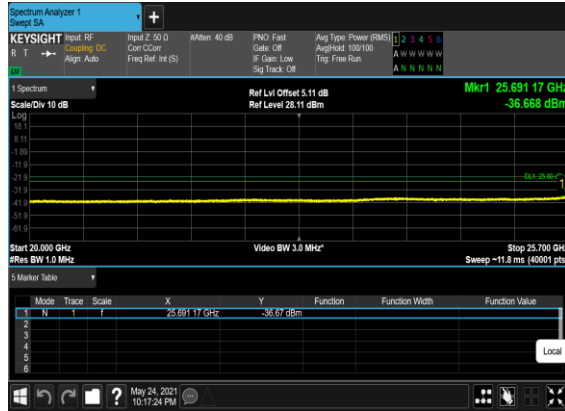 Spectrum Analyzer 1
Swept SA
KEYSIGHT
R T
LXI
Input: RF
Coupling: DC
Align: Auto
Input Z: 50 Ω
Corr CCorr
Freq Ref: Int (S)
#Atten: 40 dB
PNO: Fast
Gate: Off
IF Gain: Low
Sig Track: Off
Avg Type: Power (RMS)
Avg|Hold: 100/100
Trig: Free Run
1 2 3 4 5 6
A W W W W W
A N N N N N
1 Spectrum
Scale/Div 10 dB
Log
Ref Lvl Offset 5.11 dB
Ref Level 28.11 dBm
Mkr1 25.691 17 GHz
-36.668 dBm
18.1
8.11
-1.89
-11.9
-21.9
-31.9
-41.9
-51.9
-61.9
DL1 -25.00
1
Start 20.000 GHz
#Res BW 1.0 MHz
Video BW 3.0 MHz*
Stop 25.700 GHz
Sweep ~11.8 ms (40001 pts)
5 Marker Table
Mode Trace Scale X Y Function Function Width Function Value
1 N 1 f 25.691 17 GHz -36.67 dBm
2
3
4
5
6
Local
May 24, 2021
10:17:24 PM